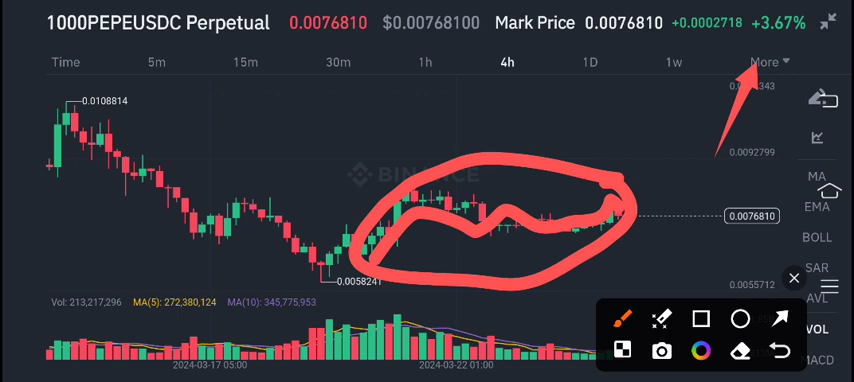 1000PEPEUSDC Perpetual 0.0076810 $0.00768100 Mark Price 0.0076810 +0.0002718 +3.67%
Time 5m 15m 30m 1h 4h 1D 1w More
0.0108814
0.0092799
BINANCE
MA
EMA
0.0076810
BOLL
SAR
0.0058241
0.0055712
AVL
Vol: 213,217,296 MA(5): 272,380,124 MA(10): 345,775,953
VOL
MACD
2024-03-17 05:00 2024-03-22 01:00